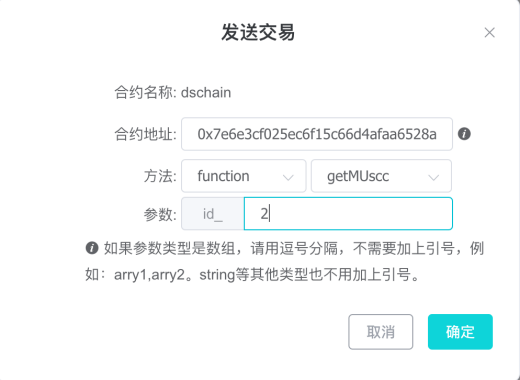 发送交易
合约名称: dschain
合约地址: 0x7e6e3cf025ec6f15c66d4afaa6528a
方法: function getMUscc
参数: id_ 2
如果参数类型是数组，请用逗号分隔，不需要加上引号，例
如：arry1,arry2。string等其他类型也不用加上引号。
取消 确定